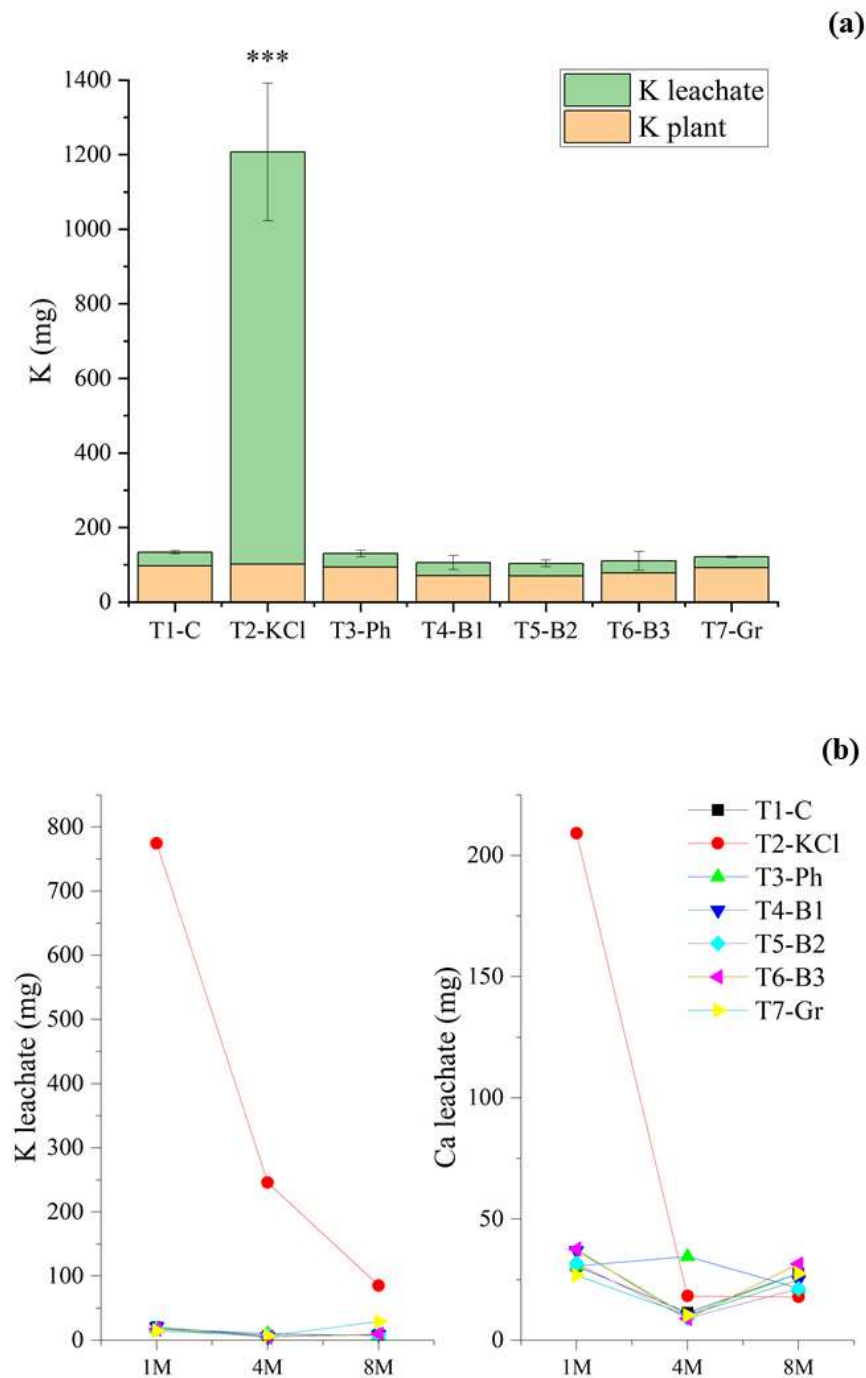 (a)
***
K leachate
K plant
1400
1200
1000
800
600
400
200
0
K (mg)
T1-C T2-KCl T3-Ph T4-B1 T5-B2 T6-B3 T7-Gr
(b)
800
700
600
500
400
300
200
100
0
K leachate (mg)
1M 4M 8M
200
150
100
50
0
Ca leachate (mg)
1M 4M 8M
T1-C
T2-KCl
T3-Ph
T4-B1
T5-B2
T6-B3
T7-Gr